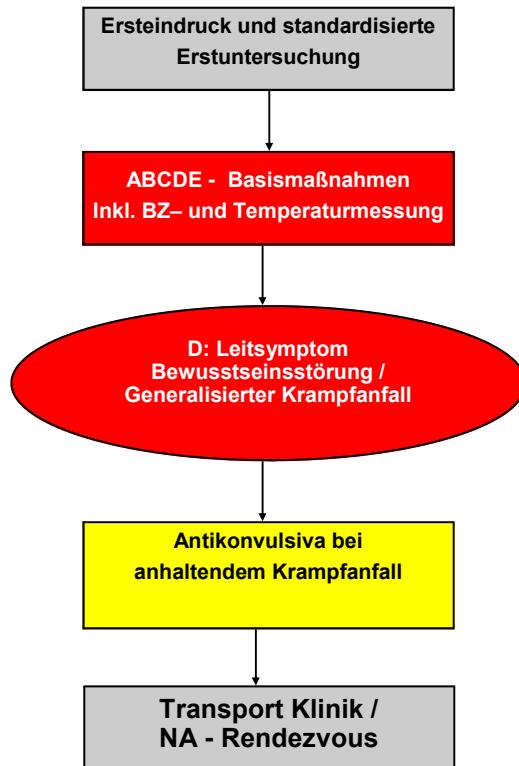 Ersteindruck und standardisierte
Erstuntersuchung
ABCDE - Basismaßnahmen
Inkl. BZ– und Temperaturmessung
D: Leitsymptom
Bewusstseinsstörung /
Generalisierter Krampfanfall
Antikonvulsiva bei
anhaltendem Krampfanfall
Transport Klinik /
NA - Rendezvous